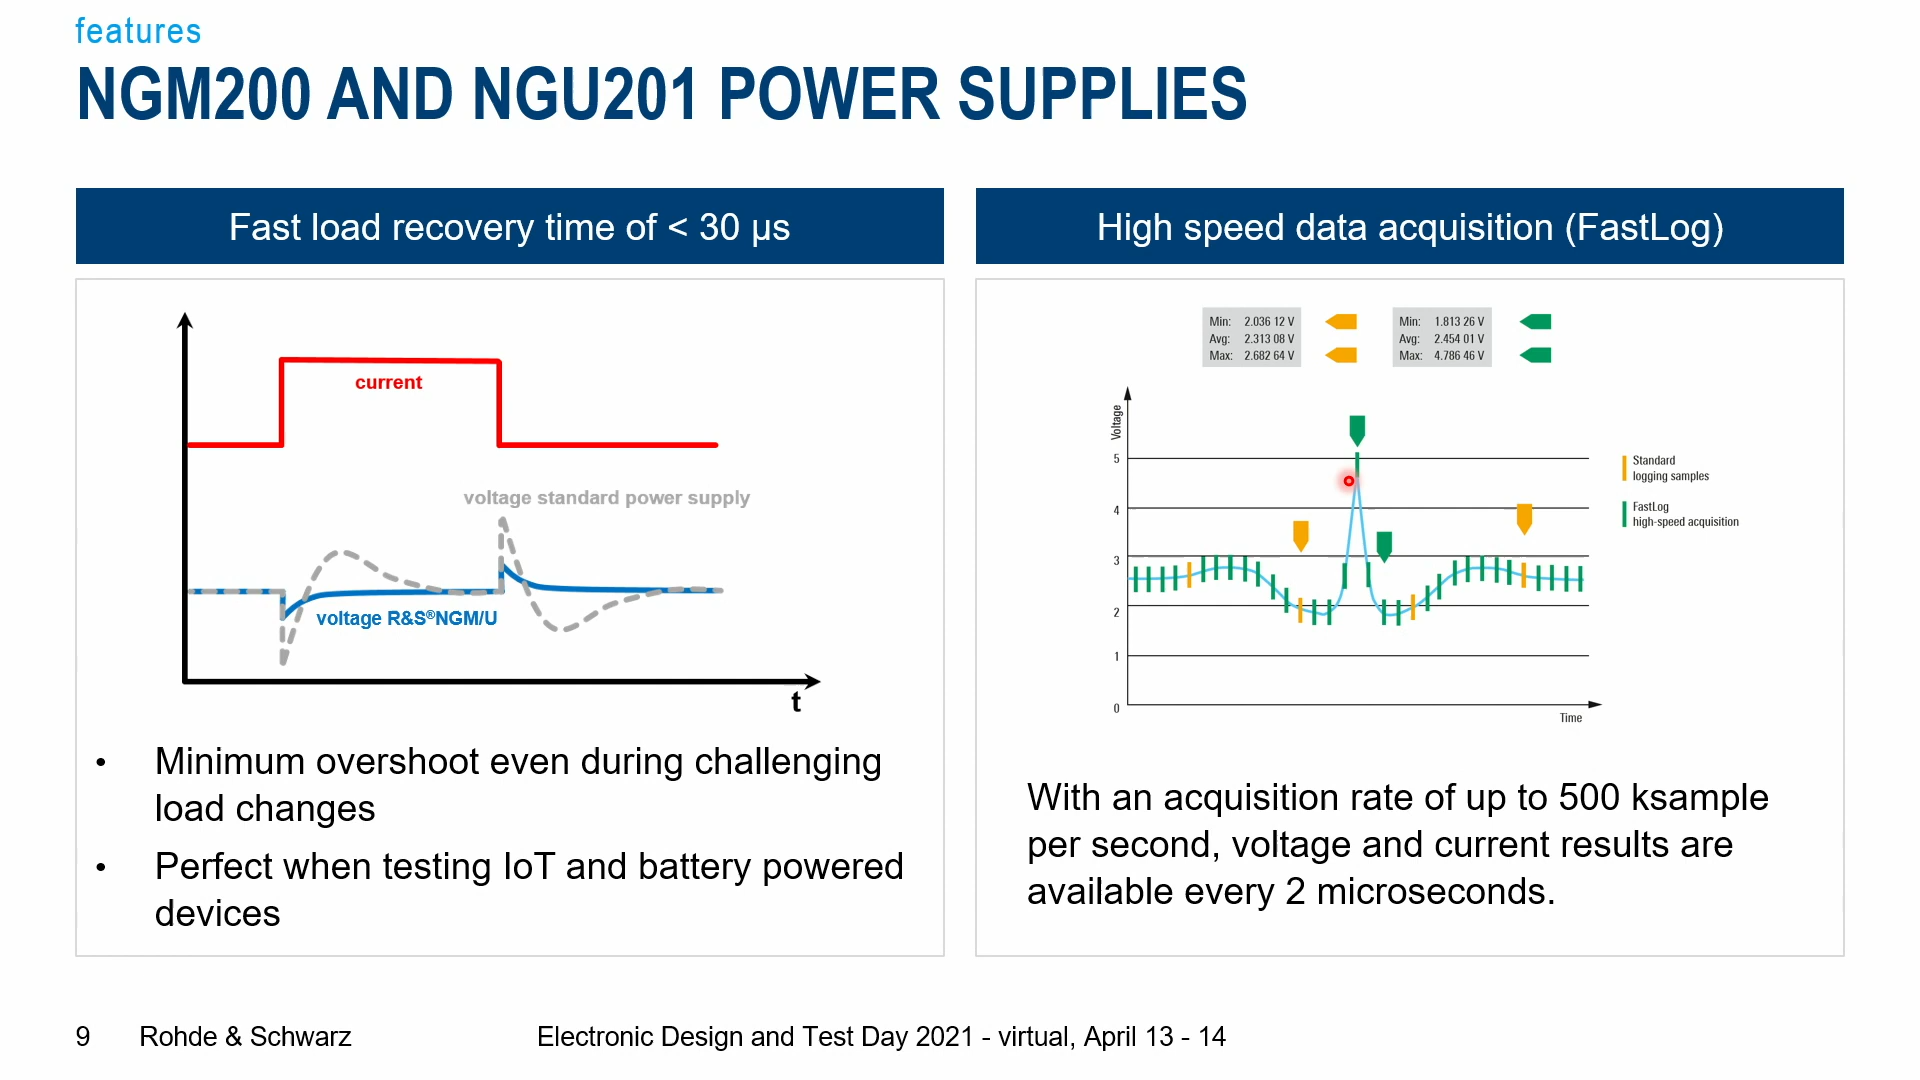 features
NGM200 AND NGU201 POWER SUPPLIES
Fast load recovery time of < 30 µs
current
voltage standard power supply
voltage R&S®NGM/U
t
• Minimum overshoot even during challenging
load changes
• Perfect when testing IoT and battery powered
devices
High speed data acquisition (FastLog)
Min: 2.036 12 V
Avg: 2.313 08 V
Max: 2.682 64 V
Min: 1.813 26 V
Avg: 2.454 01 V
Max: 4.786 46 V
Voltage
5
4
3
2
1
0
Time
Standard
logging samples
FastLog
high-speed acquisition
With an acquisition rate of up to 500 ksample
per second, voltage and current results are
available every 2 microseconds.
9 Rohde & Schwarz Electronic Design and Test Day 2021 - virtual, April 13 - 14